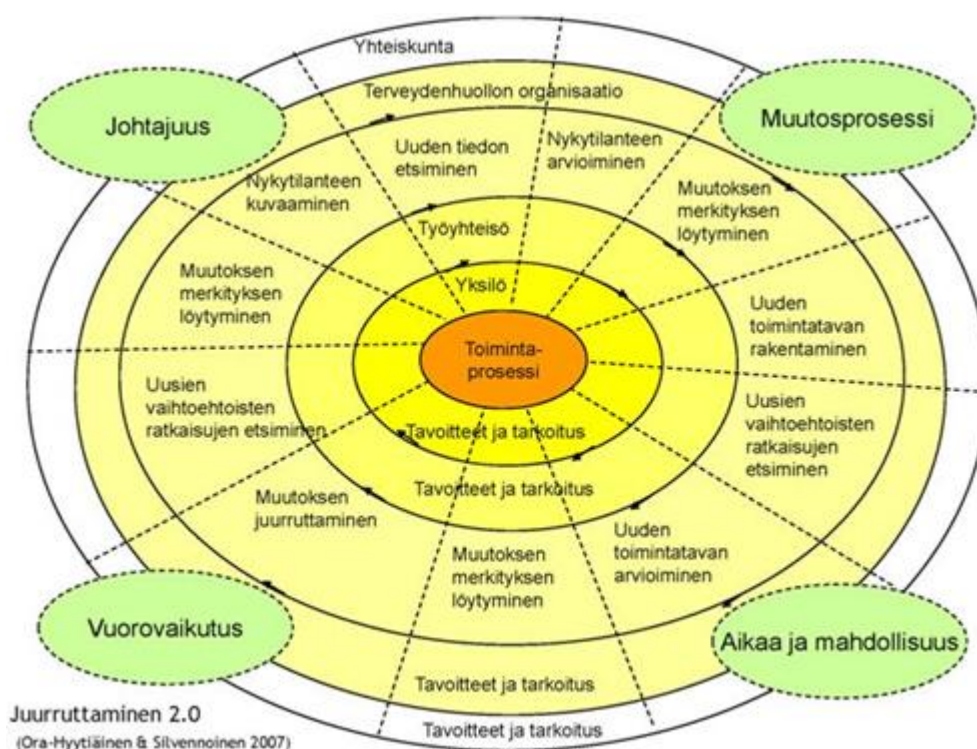 Yhteiskunta
Terveydenhuollon organisaatio
Johtajuus
Muutosprosessi
Uuden tiedon
etsiminen
Nykytilanteen
arvioiminen
Nykytilanteen
kuvaaminen
Muutoksen
merkityksen
löytyminen
Työyhteisö
Muutoksen
merkityksen
löytyminen
Yksilö
Uuden
toimintatavan
rakentaminen
Toiminta-
prosessi
Uusien
vaihtoehtoisten
ratkaisujen etsiminen
Uusien
vaihtoehtoisten
ratkaisujen
etsiminen
Tavoitteet ja tarkoitus
Tavoitteet ja tarkoitus
Muutoksen
juurruttaminen
Uuden
toimintatavan
arvioiminen
Muutoksen
merkityksen
löytyminen
Vuorovaikutus
Aikaa ja mahdollisuus
Tavoitteet ja tarkoitus
Tavoitteet ja tarkoitus
Juurruttaminen 2.0
(Ora-Hyytiäinen & Silvennoinen 2007)